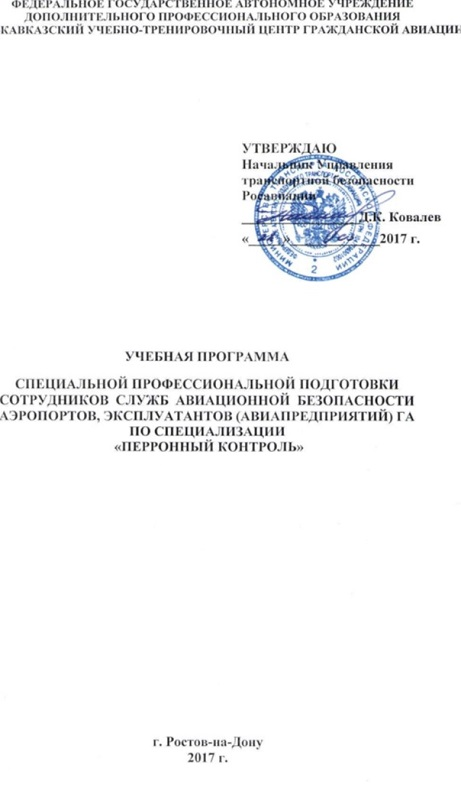 ФЕДЕРАЛЬНОЕ ГОСУДАРСТВЕННОЕ АВТОНОМНОЕ УЧРЕЖДЕНИЕ
ДОПОЛНИТЕЛЬНОГО ПРОФЕССИОНАЛЬНОГО ОБРАЗОВАНИЯ
КАВКАЗСКИЙ УЧЕБНО-ТРЕНИРОВОЧНЫЙ ЦЕНТР ГРАЖДАНСКОЙ АВИАЦИИ
УТВЕРЖДАЮ
Начальник Управления
транспортной безопасности
Росавиации
Д.К. Ковалев
« » 2017 г.
УЧЕБНАЯ ПРОГРАММА
СПЕЦИАЛЬНОЙ ПРОФЕССИОНАЛЬНОЙ ПОДГОТОВКИ
СОТРУДНИКОВ СЛУЖБ АВИАЦИОННОЙ БЕЗОПАСНОСТИ
АЭРОПОРТОВ, ЭКСПЛУАТАНТОВ (АВИАПРЕДПРИЯТИЙ) ГА
ПО СПЕЦИАЛИЗАЦИИ
«ПЕРРОННЫЙ КОНТРОЛЬ»
г. Ростов-на-Дону
2017 г.